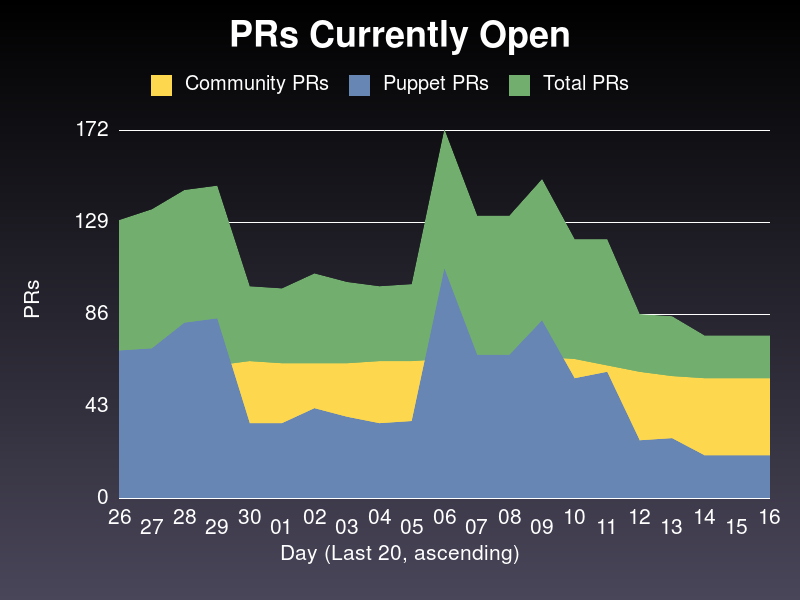 PRs Currently Open
Community PRs Puppet PRs Total PRs
172
129
86
43
0
PRs
26 27 28 29 30 01 02 03 04 05 06 07 08 09 10 11 12 13 14 15 16
Day (Last 20, ascending)